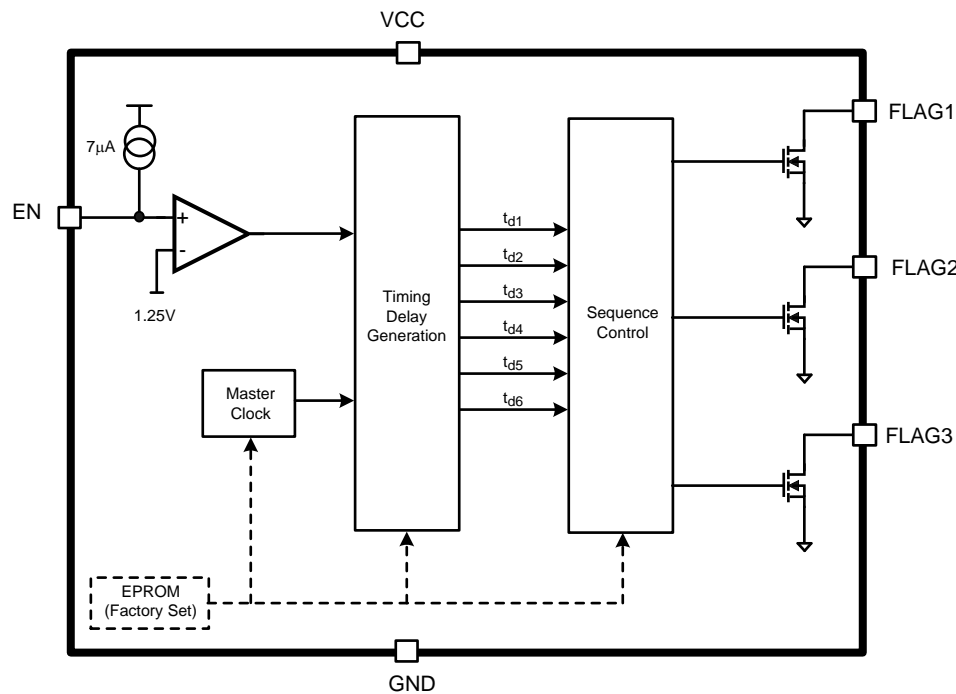 VCC
FLAG1
7μA
EN
+
-
1.25V
td1
td2
td3
td4
td5
td6
Timing
Delay
Generation
Sequence
Control
FLAG2
Master
Clock
FLAG3
EPROM
(Factory Set)
GND